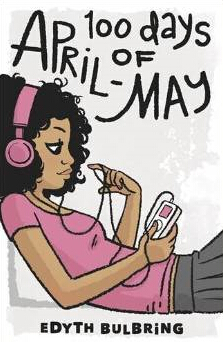 100 days
APRIL OF
-MAY
EDYTH BULBRING